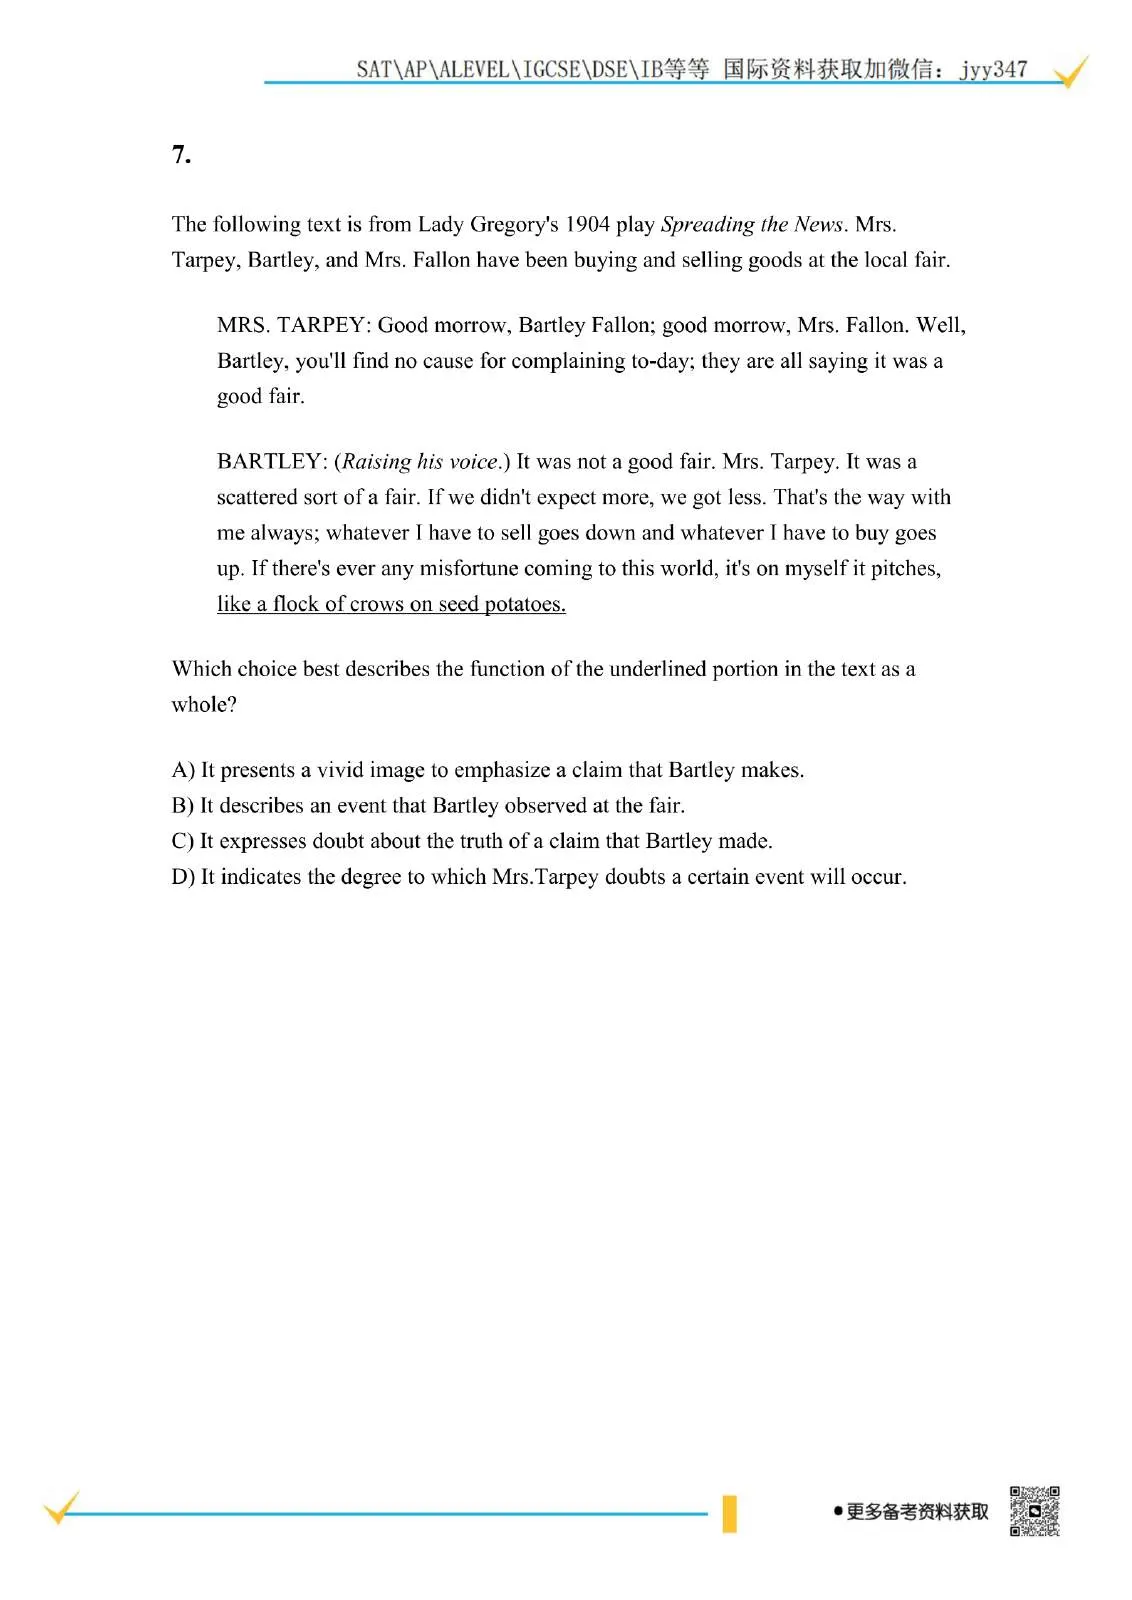 SAT\AP\ALEVEL\IGCSE\DSE\IB等等 国际资料获取加微信：jyy347
7.
The following text is from Lady Gregory's 1904 play Spreading the News. Mrs.
Tarpey, Bartley, and Mrs. Fallon have been buying and selling goods at the local fair.
MRS. TARPEY: Good morrow, Bartley Fallon; good morrow, Mrs. Fallon. Well,
Bartley, you'll find no cause for complaining to-day; they are all saying it was a
good fair.
BARTLEY: (Raising his voice.) It was not a good fair. Mrs. Tarpey. It was a
scattered sort of a fair. If we didn't expect more, we got less. That's the way with
me always; whatever I have to sell goes down and whatever I have to buy goes
up. If there's ever any misfortune coming to this world, it's on myself it pitches,
like a flock of crows on seed potatoes.
Which choice best describes the function of the underlined portion in the text as a
whole?
A) It presents a vivid image to emphasize a claim that Bartley makes.
B) It describes an event that Bartley observed at the fair.
C) It expresses doubt about the truth of a claim that Bartley made.
D) It indicates the degree to which Mrs.Tarpey doubts a certain event will occur.
•更多备考资料获取